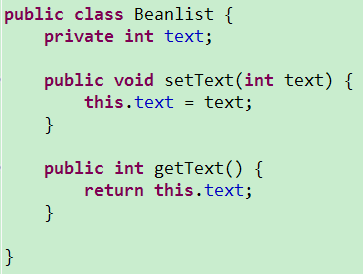 public class Beanlist {
    private int text;
    public void setText(int text) {
        this.text = text;
    }
    public int getText() {
        return this.text;
    }
}